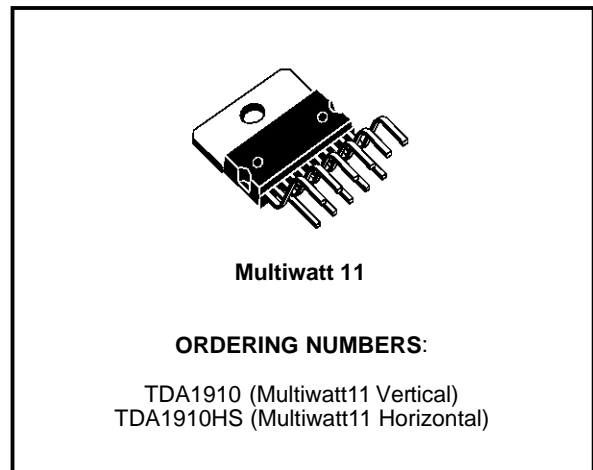 Multiwatt 11
ORDERING NUMBERS:
TDA1910 (Multiwatt11 Vertical)
TDA1910HS (Multiwatt11 Horizontal)